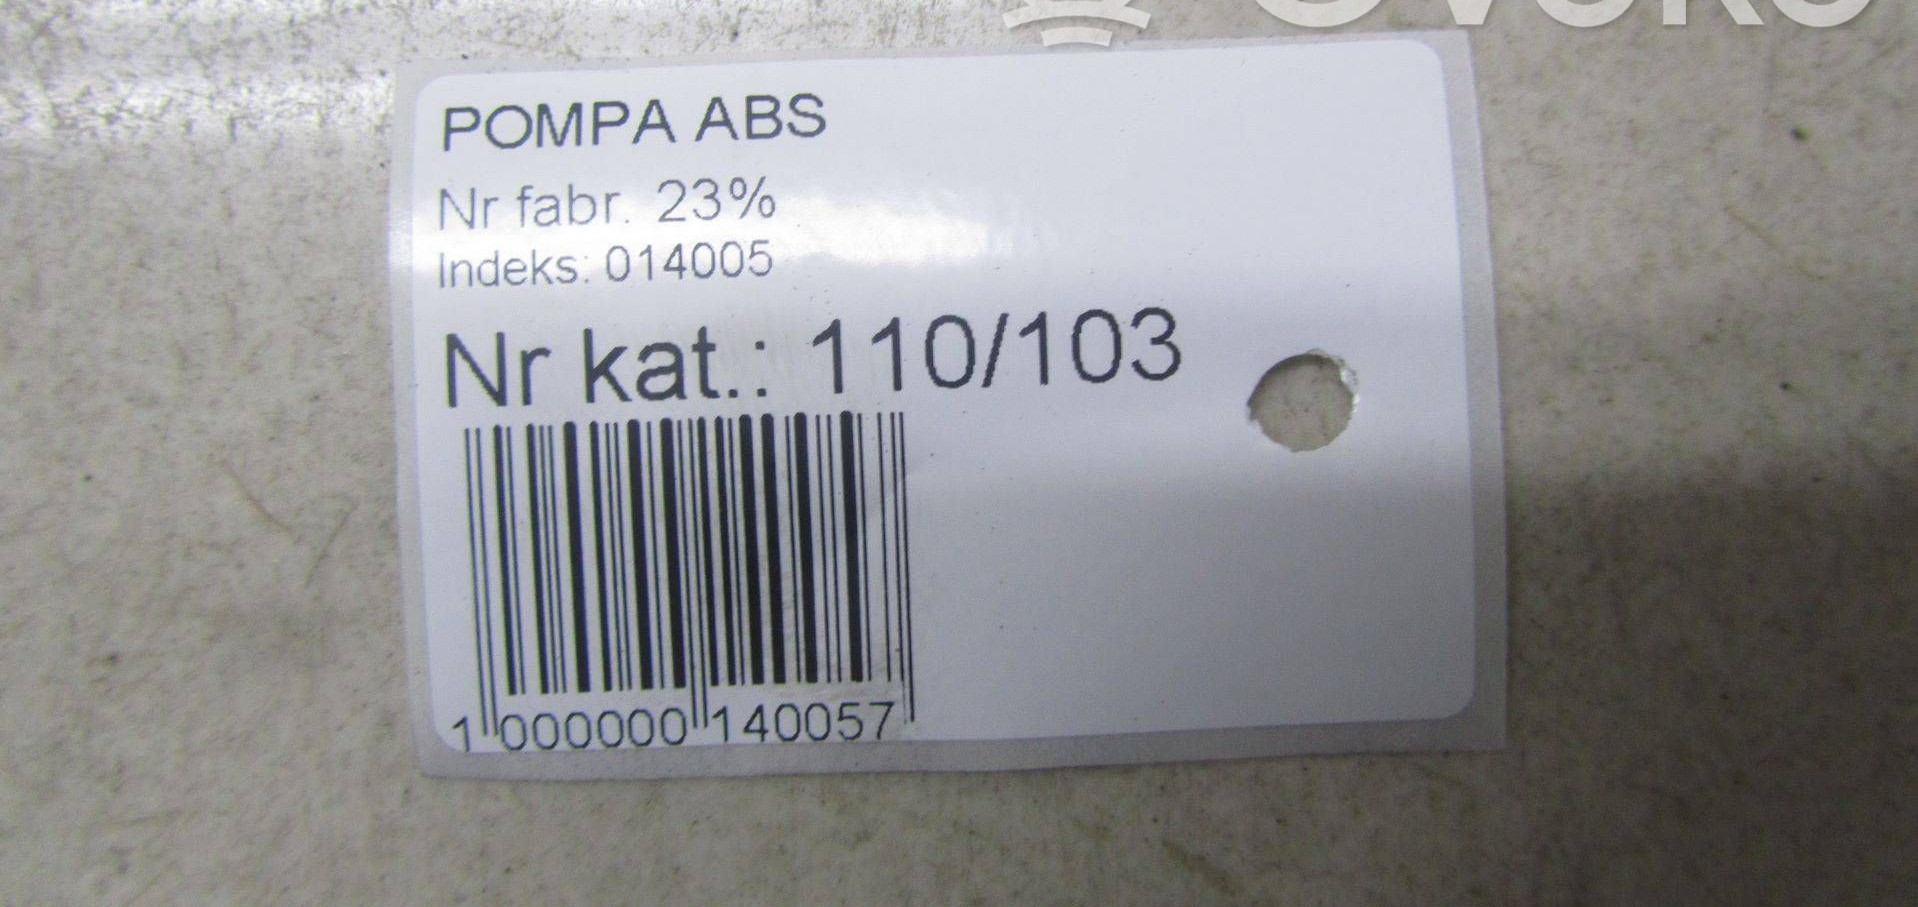 POMPA ABS
Nr fabr. 23%
Indeks: 014005
Nr kat.: 110/103
1 000000 140057